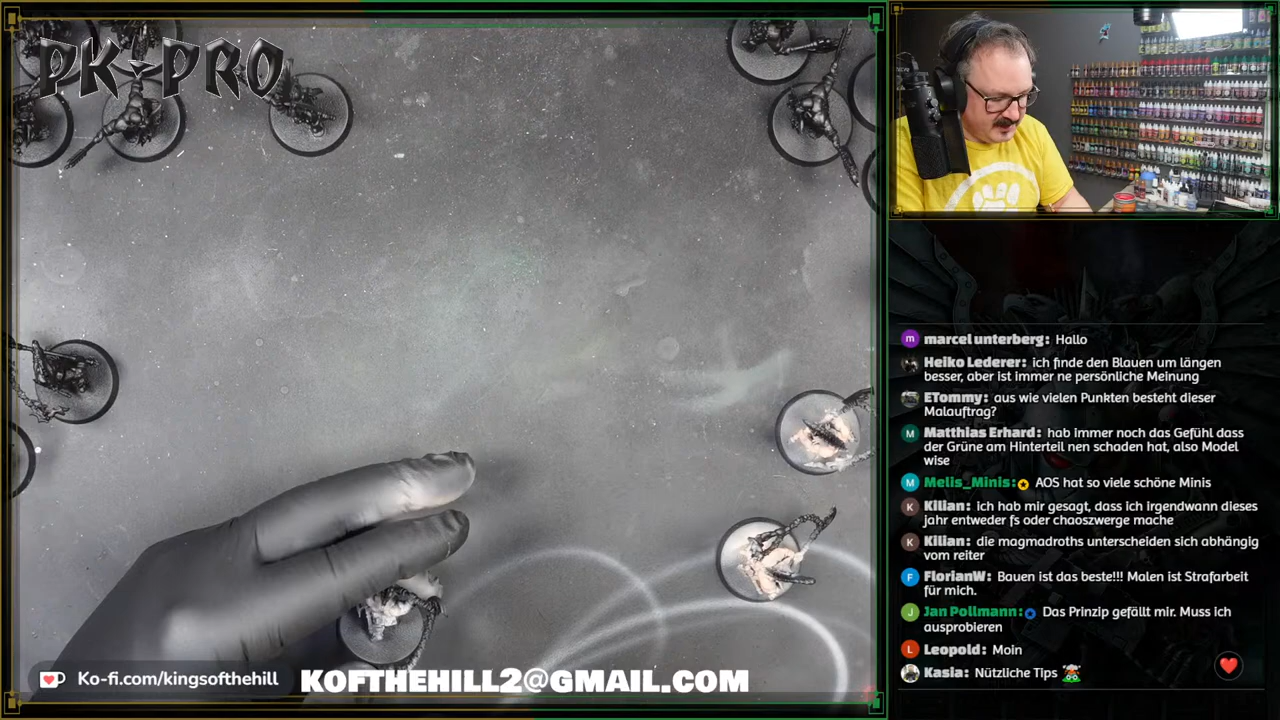 PK-PRO
marcel unterberg: Hallo
Heiko Lederer: ich finde den Blauen um längen
besser, aber ist immer ne persönliche Meinung
ETommy: aus wie vielen Punkten besteht dieser
Malauftrag?
M
Matthias Erhard: hab immer noch das Gefühl dass
der Grüne am Hinterteil nen schaden hat, also Model
wise
Melis_Minis: AOS hat so viele schöne Minis
K
Kilian: ich hab mir gesagt, dass ich irgendwann dieses
jahr entweder fs oder chaoszwerge mache
K
Kilian: die magmadroths unterscheiden sich abhängig
vom reiter
F
FlorianW: Bauen ist das beste!!! Malen ist Strafarbeit
für mich.
J
Jan Pollmann: Das Prinzip gefällt mir. Muss ich
ausprobieren
L
Leopold: Moin
Kasia: Nützliche Tips
Ko-fi.com/kingsofthehill
KOFTHEHILL2@GMAIL.COM